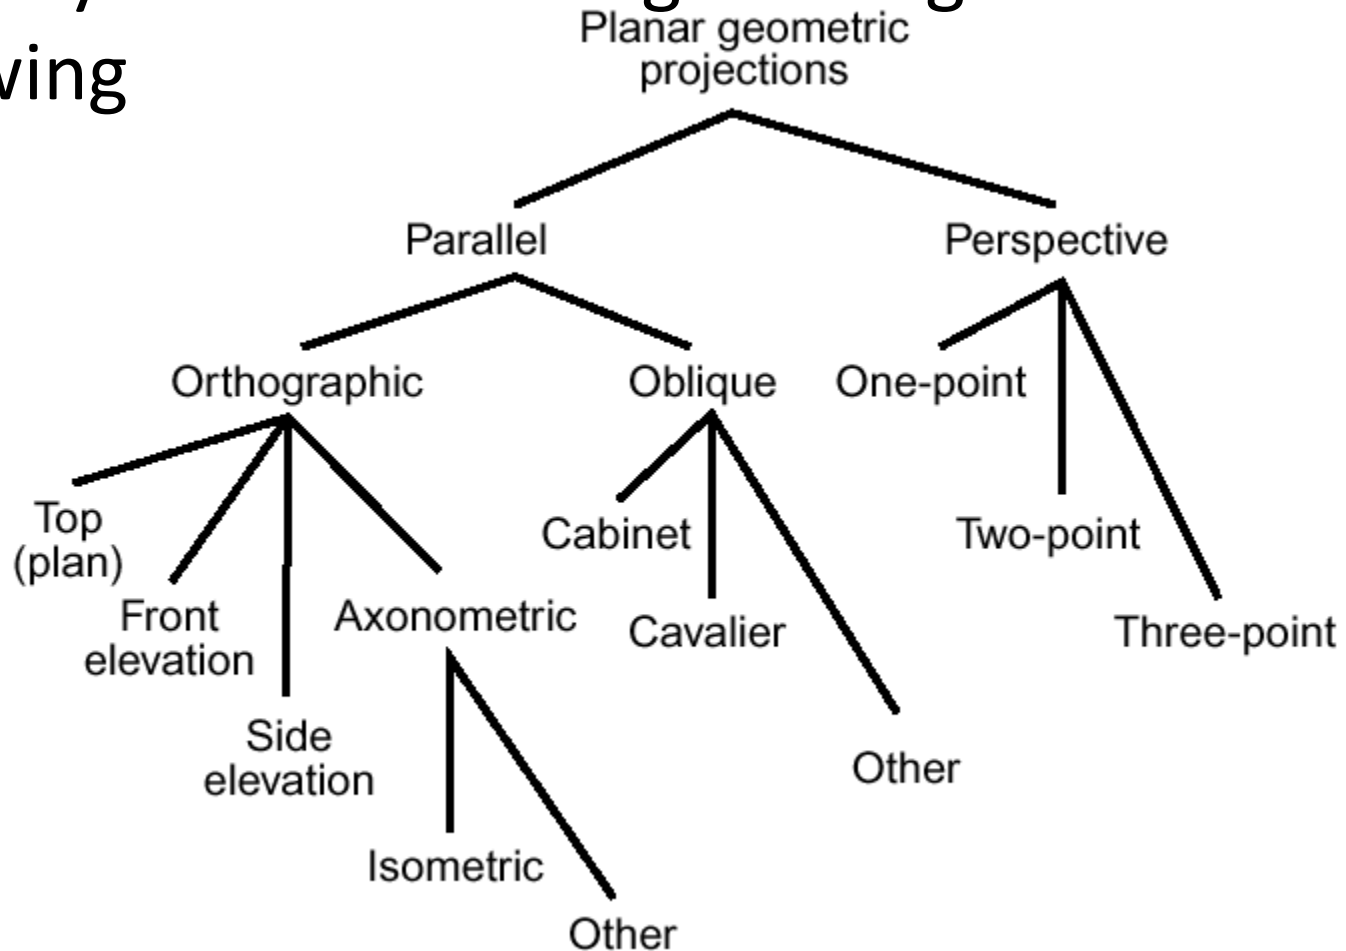 wing
Planar geometric
projections
Parallel
Perspective
Orthographic
Oblique
One-point
Top
(plan)
Cabinet
Two-point
Front
elevation
Axonometric
Cavalier
Three-point
Side
elevation
Other
Isometric
Other